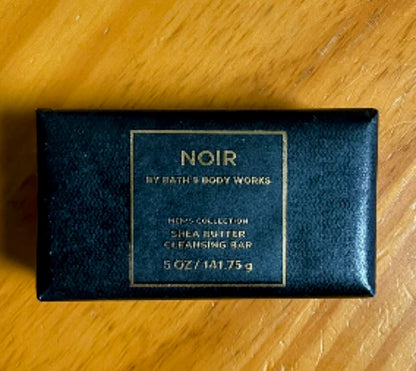 NOIR
BY BATH & BODY WORKS
MEN'S COLLECTION
SHEA BUTTER
CLEANSING BAR
5 OZ / 141.75 g